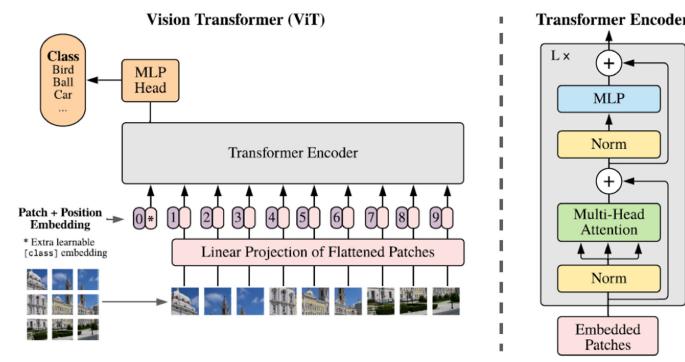 Vision Transformer (ViT)
Class
Bird
Ball
Car
...
MLP
Head
Transformer Encoder
Patch + Position
Embedding
0 * 1 2 3 4 5 6 7 8 9
* Extra learnable
[class] embedding
Linear Projection of Flattened Patches
Transformer Encoder
L ×
+
MLP
Norm
+
Multi-Head
Attention
Norm
Embedded
Patches